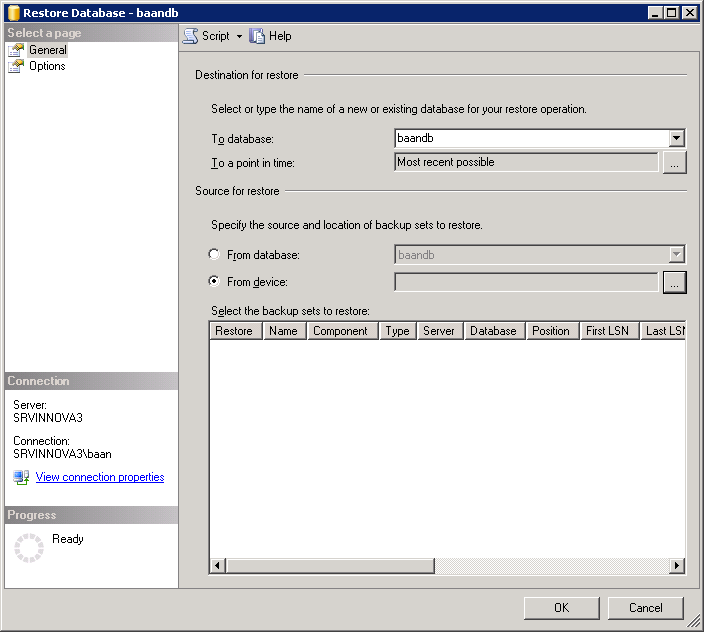 Restore Database - baandb
Select a page
General
Options
Script Help
Destination for restore
Select or type the name of a new or existing database for your restore operation.
To database: baandb
To a point in time: Most recent possible ...
Source for restore
Specify the source and location of backup sets to restore.
From database: baandb
From device: ...
Select the backup sets to restore:
Restore Name Component Type Server Database Position First LSN Last LSN
Connection
Server:
SRVINNOVA3
Connection:
SRVINNOVA3\baan
View connection properties
Progress
Ready
OK Cancel